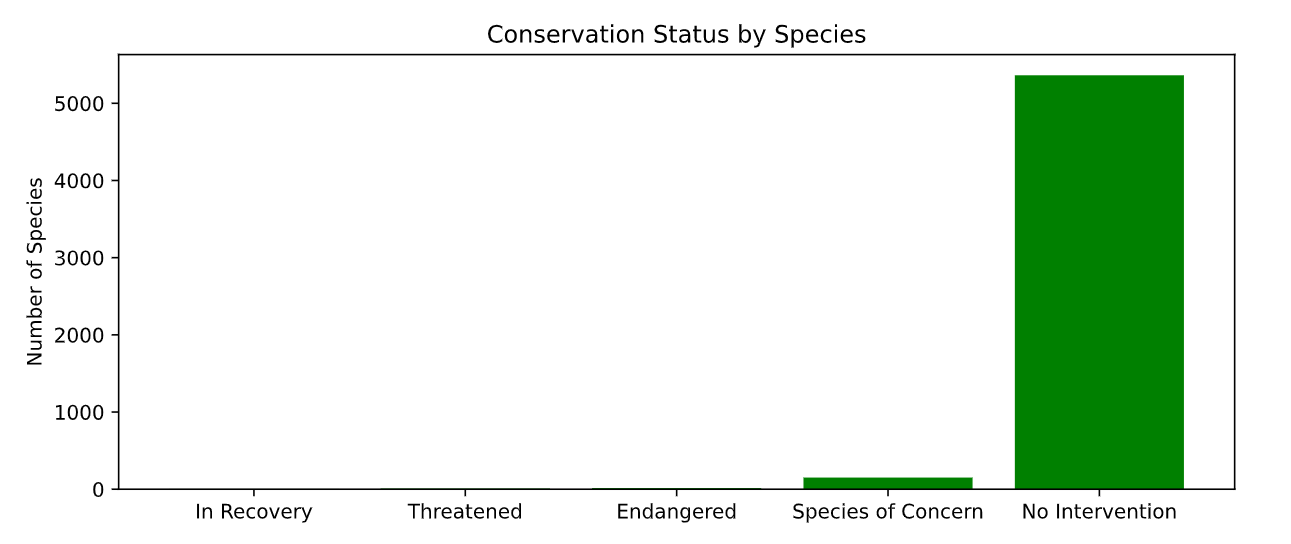 Conservation Status by Species
Number of Species
5000
4000
3000
2000
1000
0
In Recovery
Threatened
Endangered
Species of Concern
No Intervention